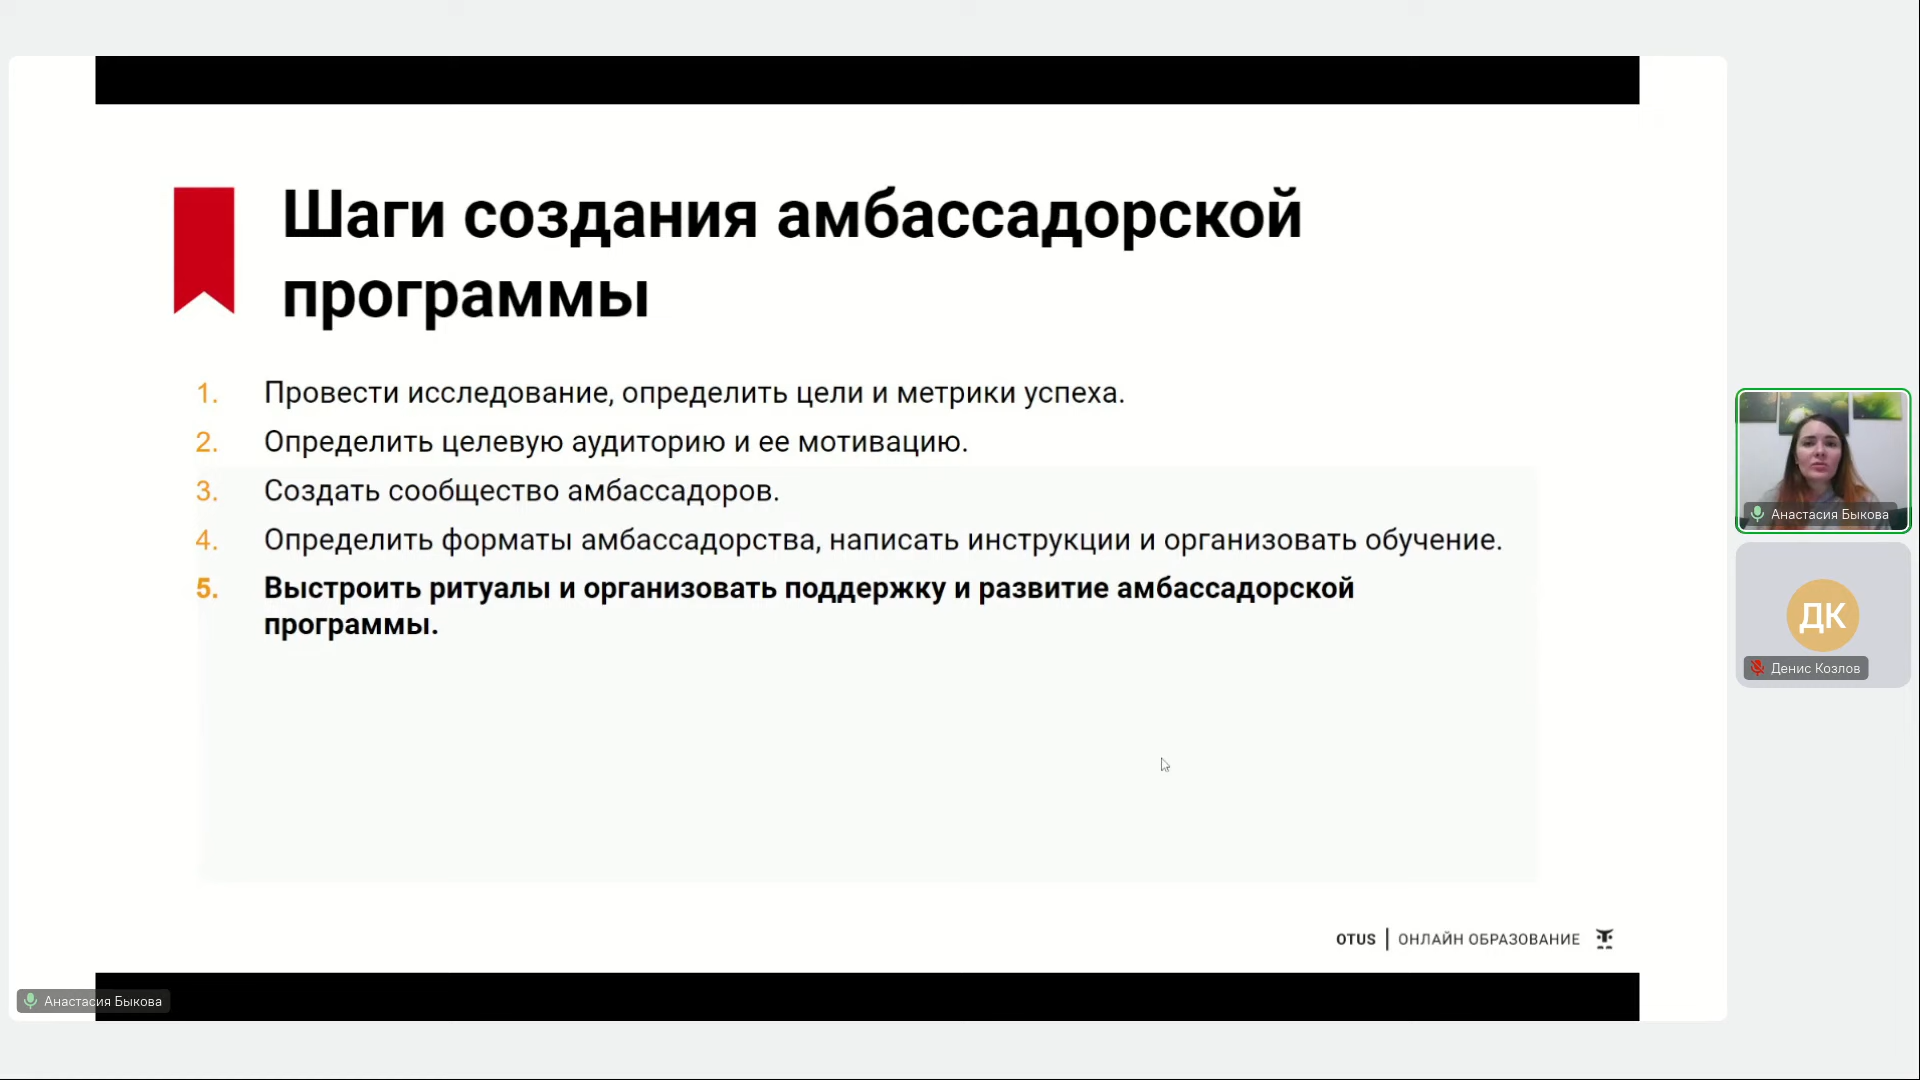 Шаги создания амбассадорской
программы
1. Провести исследование, определить цели и метрики успеха.
2. Определить целевую аудиторию и ее мотивацию.
3. Создать сообщество амбассадоров.
4. Определить форматы амбассадорства, написать инструкции и организовать обучение.
5. Выстроить ритуалы и организовать поддержку и развитие амбассадорской
программы.
OTUS | ОНЛАЙН ОБРАЗОВАНИЕ
Анастасия Быкова
Анастасия Быкова
ДК
Денис Козлов